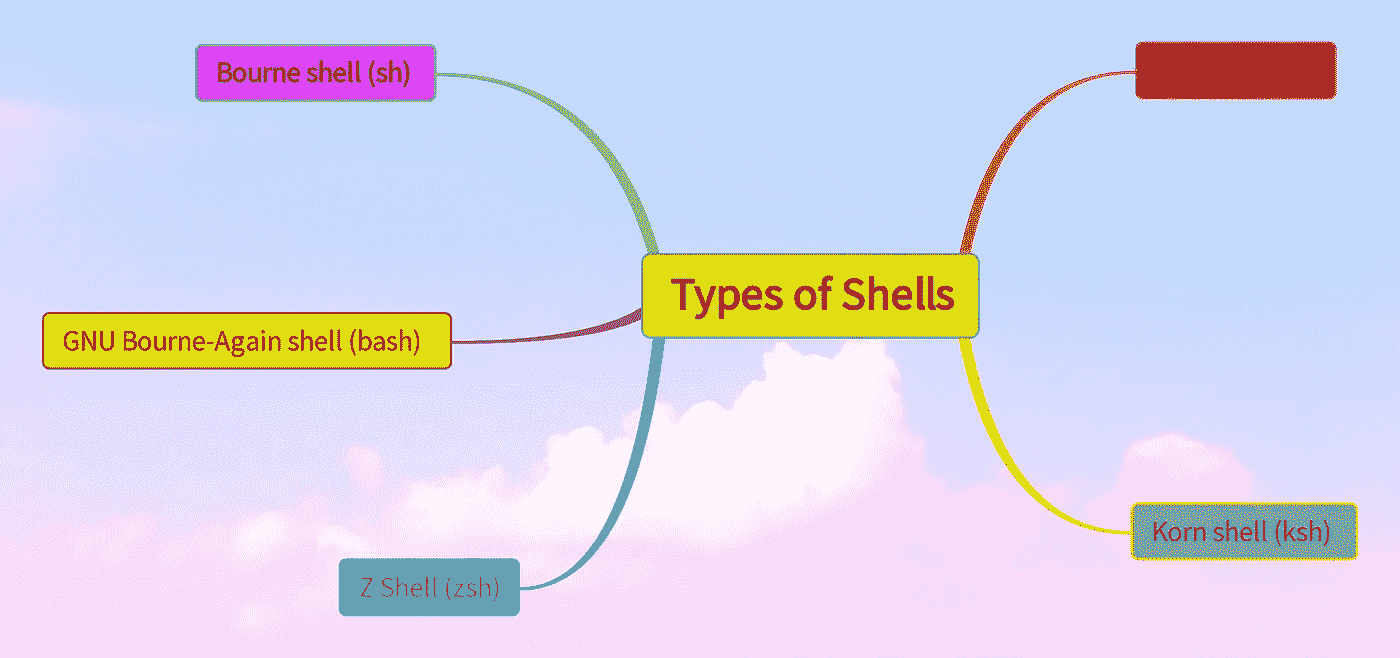 Bourne shell (sh)
Types of Shells
GNU Bourne-Again shell (bash)
Korn shell (ksh)
Z Shell (zsh)